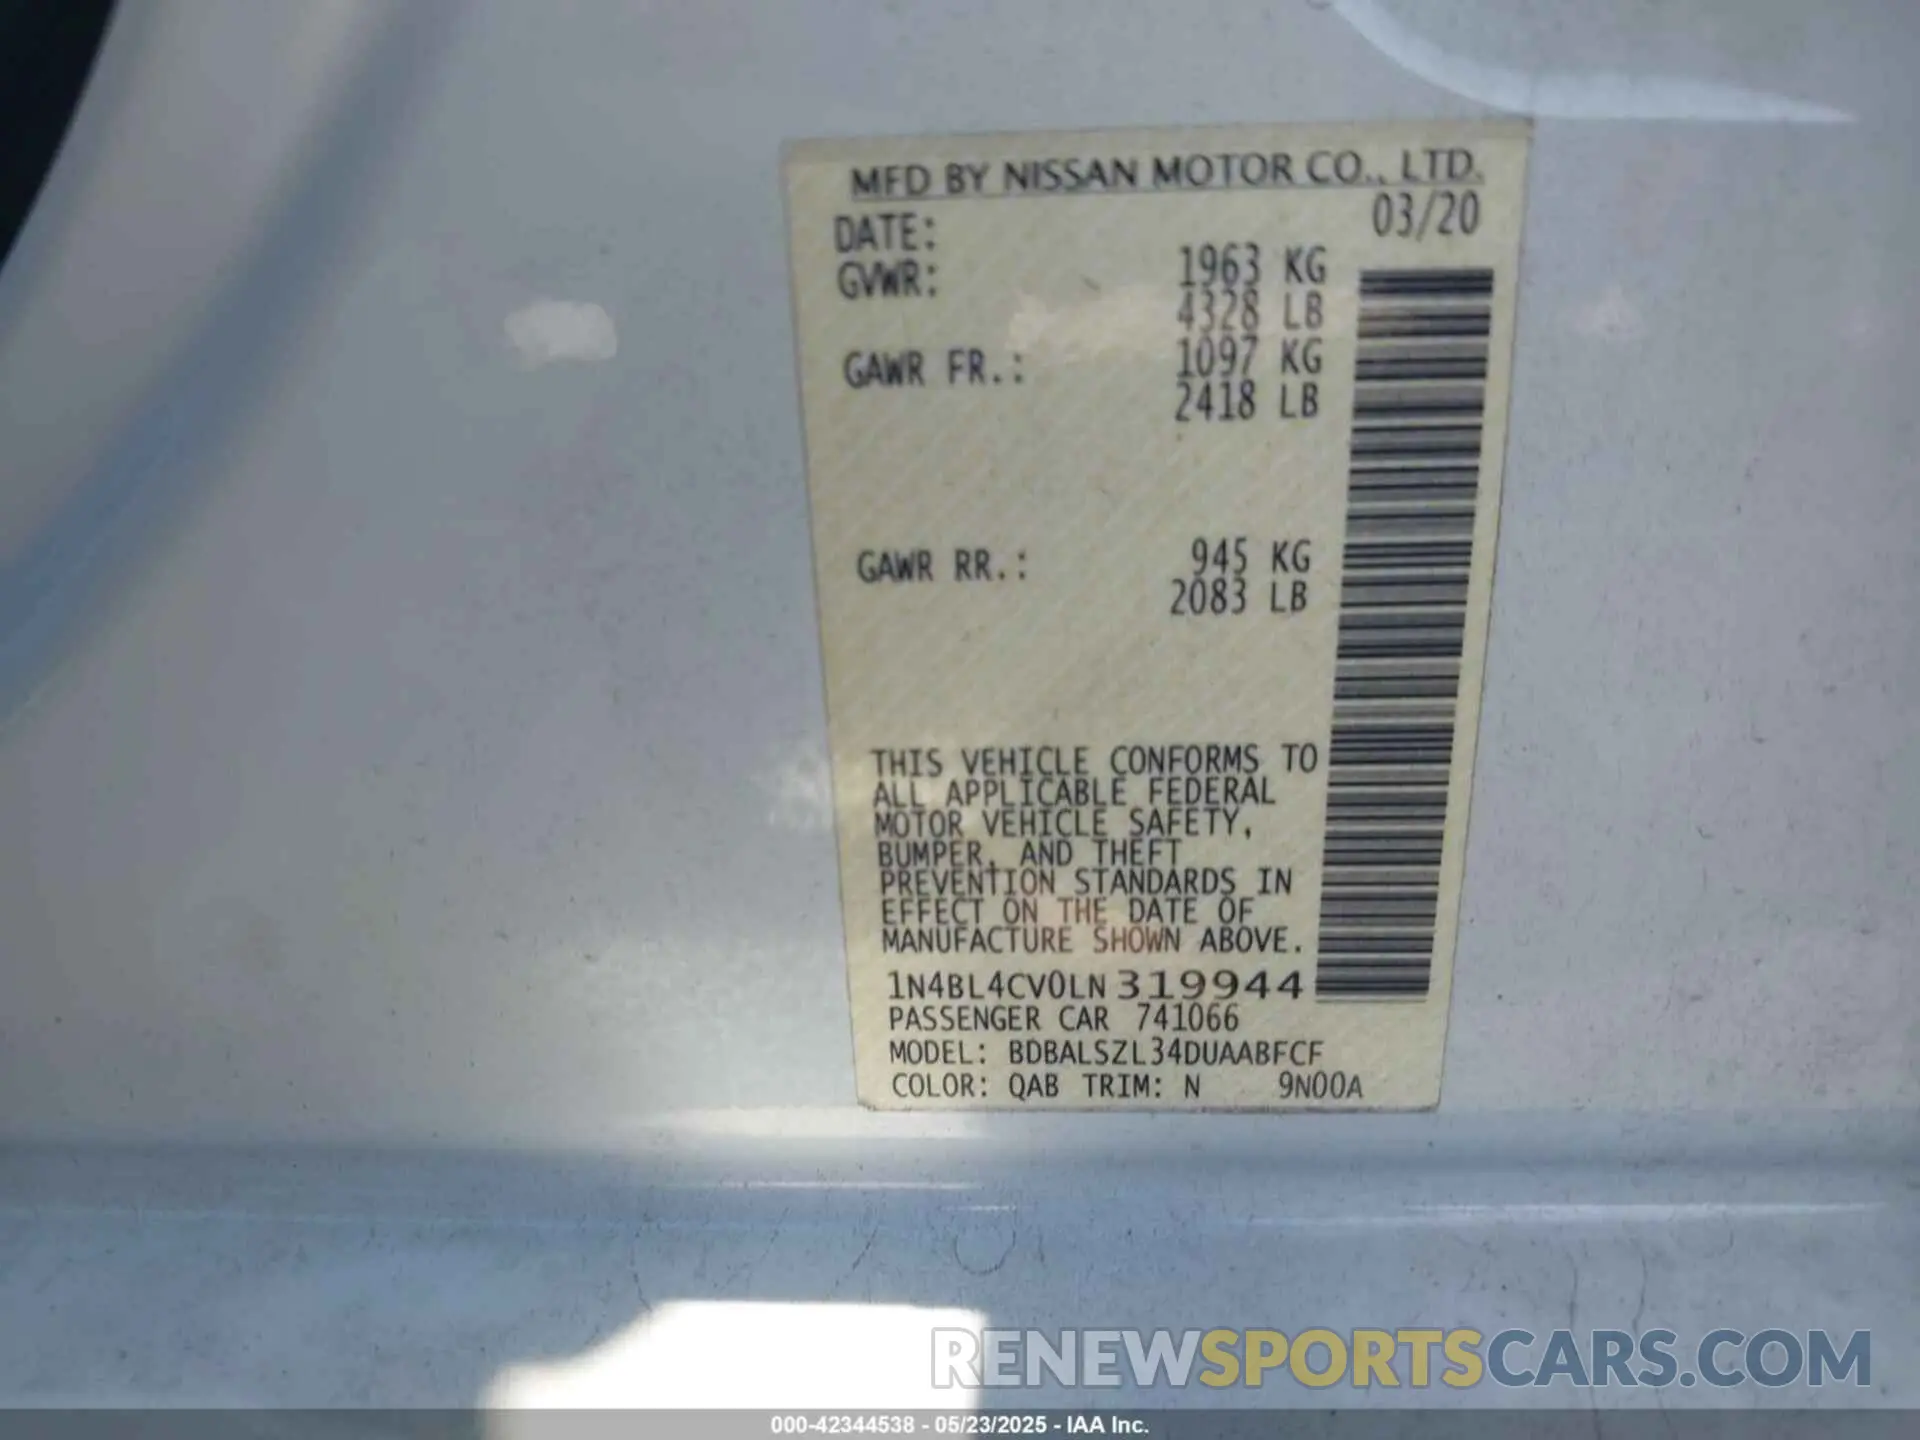 MFD BY NISSAN MOTOR CO., LTD.
DATE: 03/20
GVWR: 1963 KG
4328 LB
GAWR FR.: 1097 KG
2418 LB
GAWR RR.: 945 KG
2083 LB
THIS VEHICLE CONFORMS TO
ALL APPLICABLE FEDERAL
MOTOR VEHICLE SAFETY,
BUMPER, AND THEFT
PREVENTION STANDARDS IN
EFFECT ON THE DATE OF
MANUFACTURE SHOWN ABOVE.
1N4BL4CV0LN319944
PASSENGER CAR 741066
MODEL: BDBALSZL34DUAABFCF
COLOR: QAB TRIM: N 9N00A
RENEWSPORTSCARS.COM
000-42344538 - 05/23/2025 - IAA Inc.